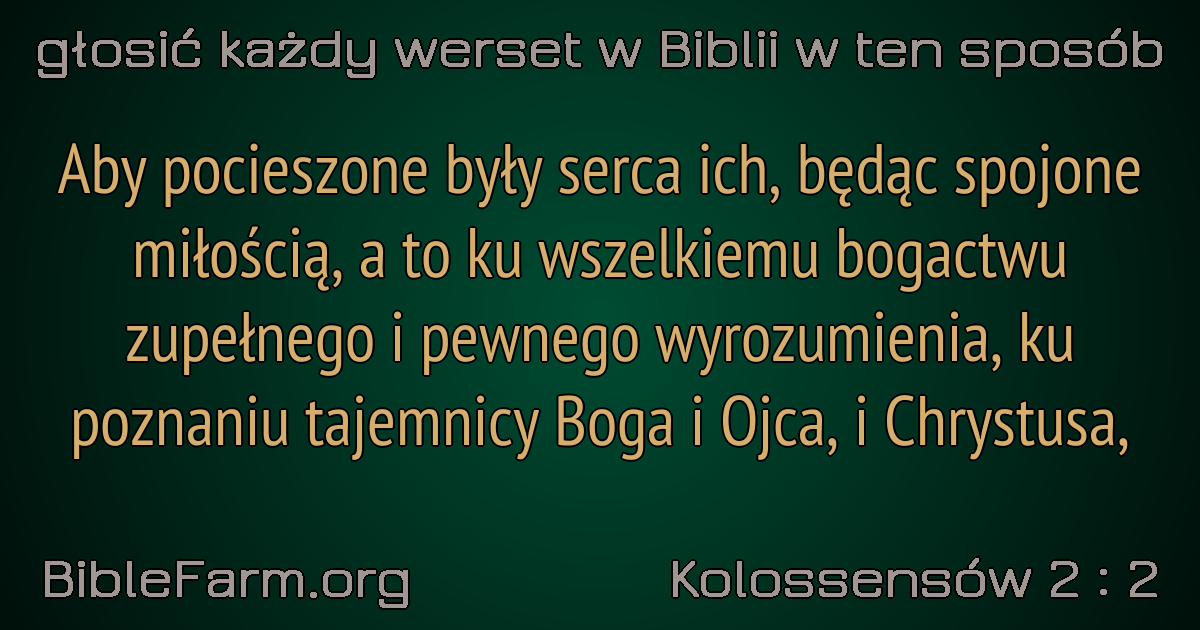 głosić każdy werset w Biblii w ten sposób
Aby pocieszone były serca ich, będąc spojone
miłością, a to ku wszelkiemu bogactwu
zupełnego i pewnego wyrozumienia, ku
poznaniu tajemnicy Boga i Ojca, i Chrystusa,
BibleFarm.org
Kolossensów 2 : 2